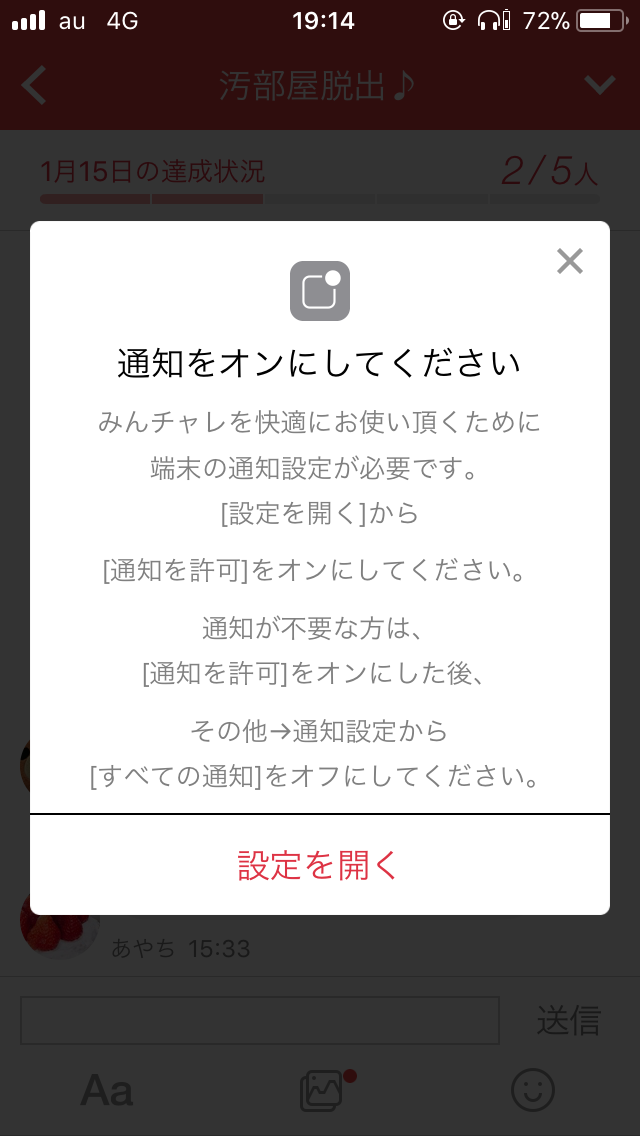 au 4G 19:14 72%
汚部屋脱出♪
1月15日の達成状況 2/5人
通知をオンにしてください
みんチャレを快適にお使い頂くために
端末の通知設定が必要です。
[設定を開く]から
[通知を許可]をオンにしてください。
通知が不要な方は、
[通知を許可]をオンにした後、
その他→通知設定から
[すべての通知]をオフにしてください。
設定を開く
あやち 15:33
送信
Aa